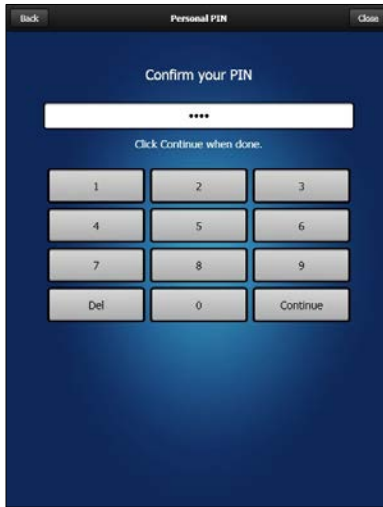 Back Personal PIN Close
Confirm your PIN
••••
Click Continue when done.
1 2 3
4 5 6
7 8 9
Del 0 Continue